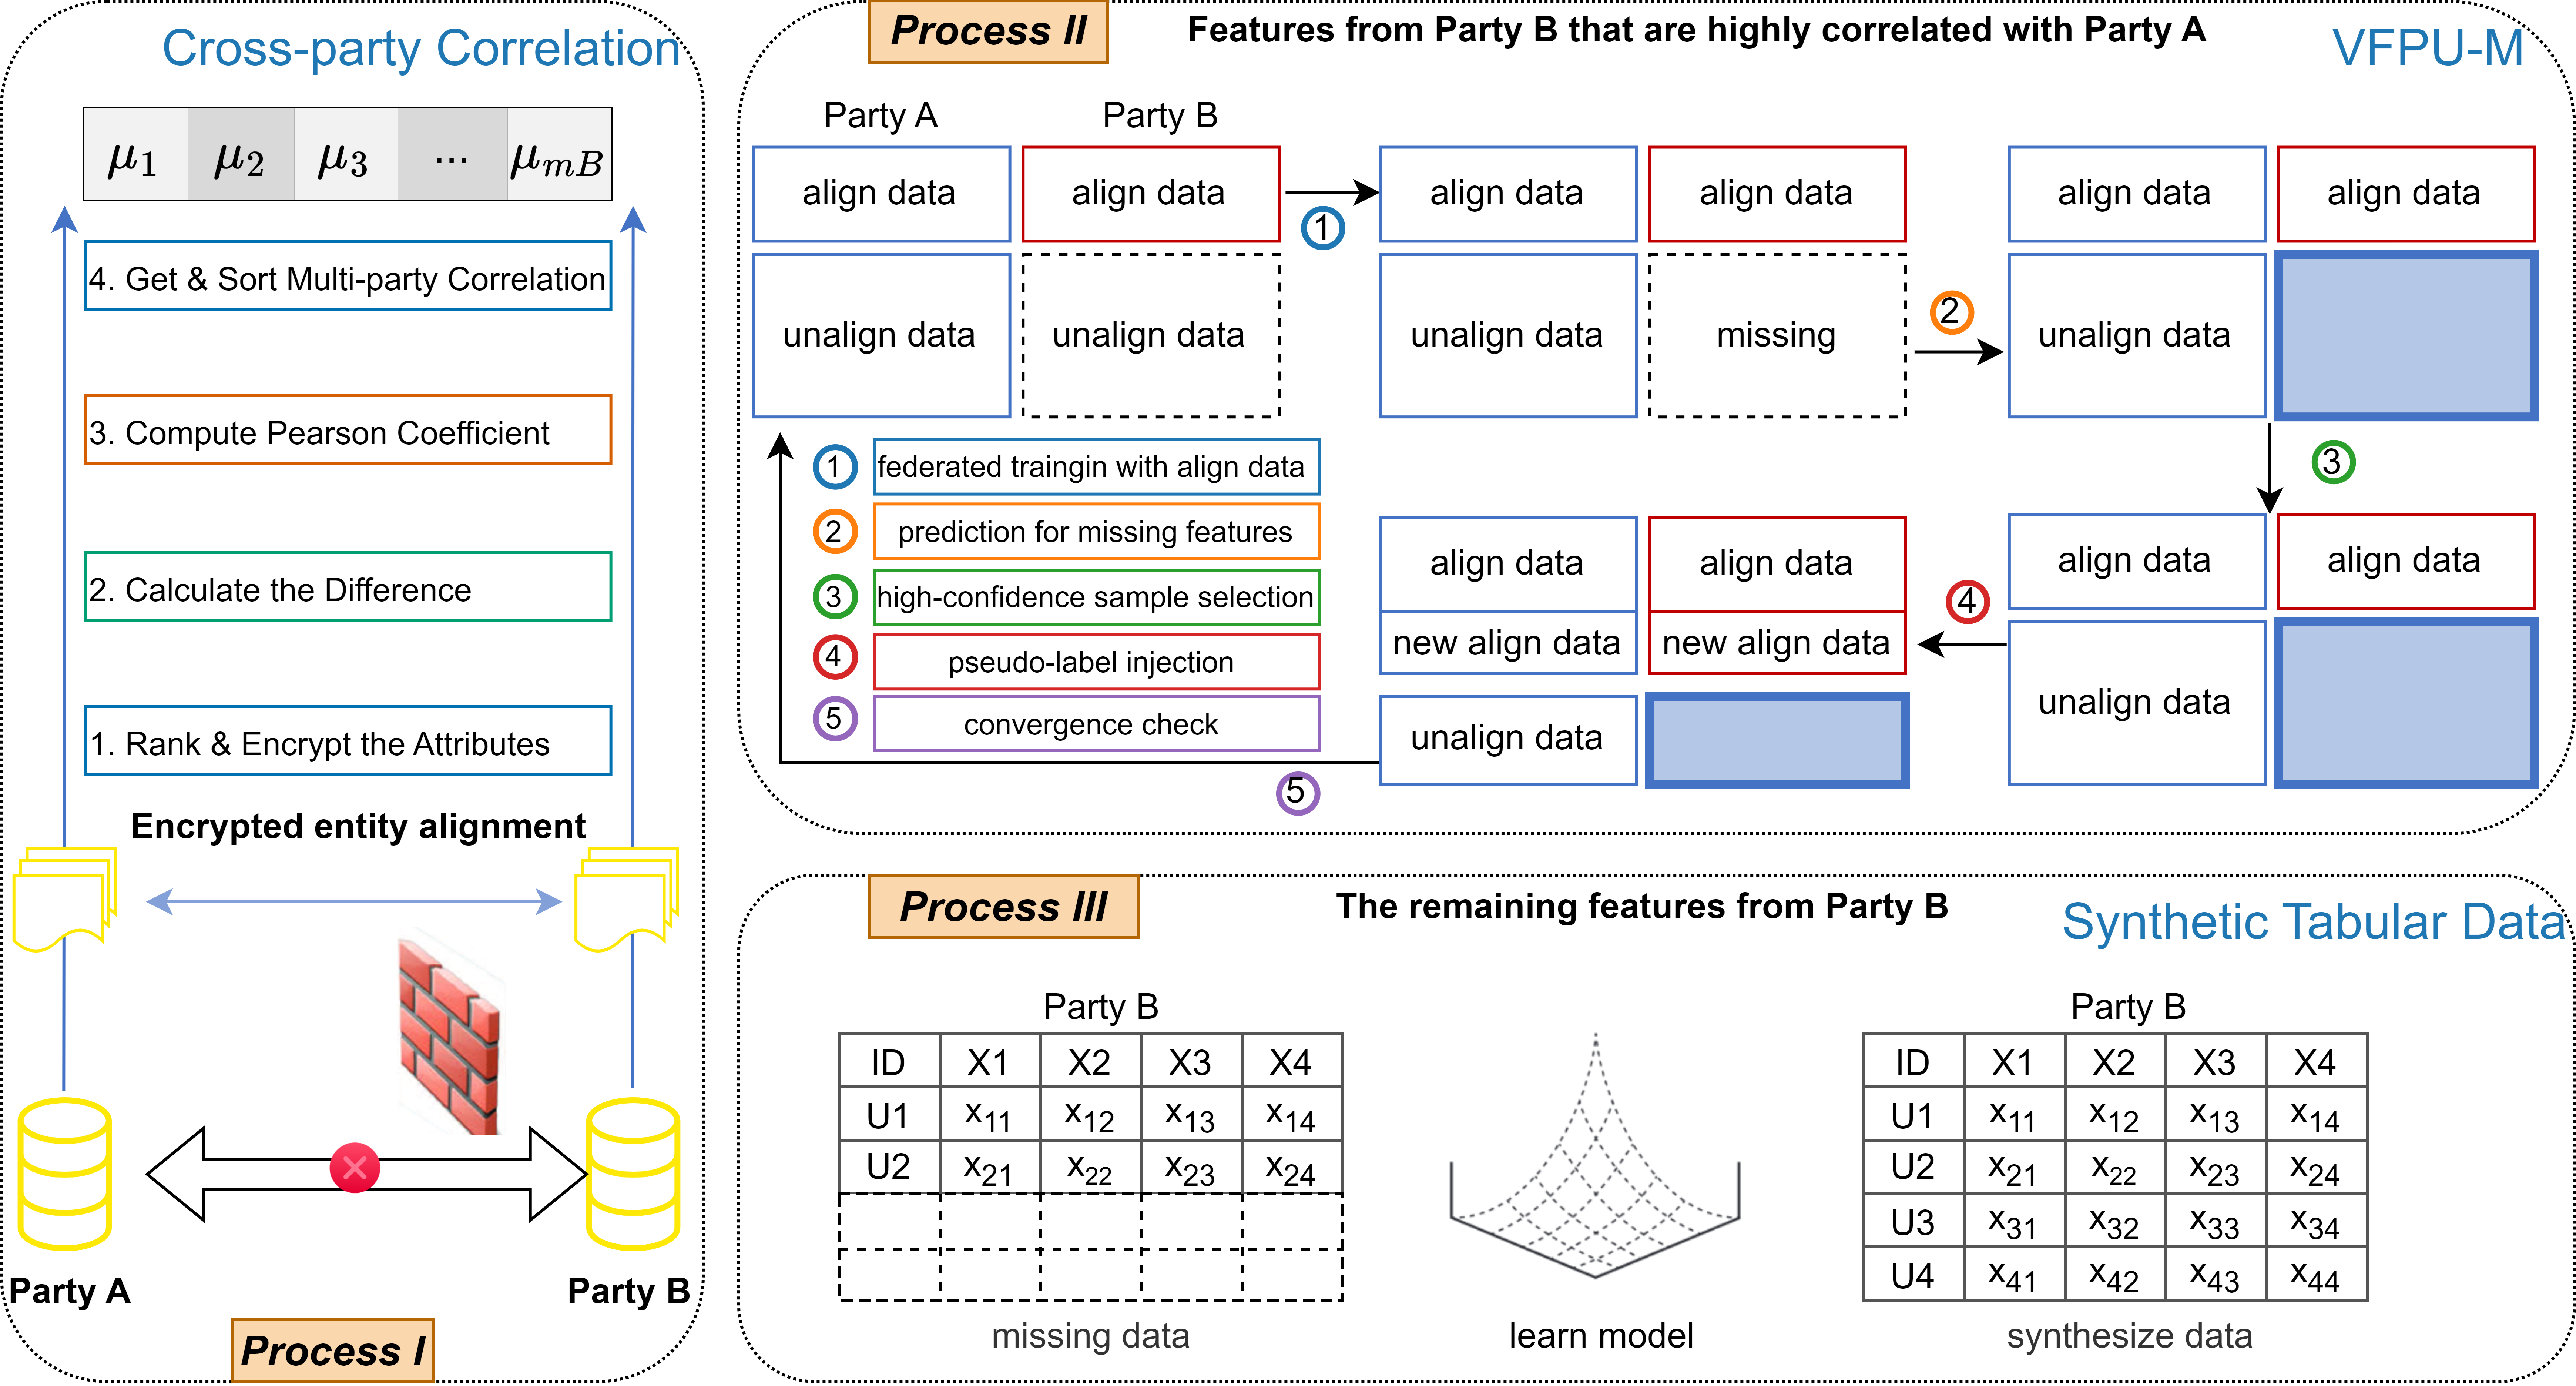 Cross-party Correlation
μ1 μ2 μ3 ... μmB
4. Get & Sort Multi-party Correlation
3. Compute Pearson Coefficient
2. Calculate the Difference
1. Rank & Encrypt the Attributes
Encrypted entity alignment
Party A Party B
Process I
Process II
Features from Party B that are highly correlated with Party A
VFPU-M
Party A Party B
align data align data
unalign data unalign data
1
align data align data
unalign data missing
2
align data align data
unalign data
3
align data align data
unalign data
4
align data align data
new align data new align data
unalign data
5
1 federated traingin with align data
2 prediction for missing features
3 high-confidence sample selection
4 pseudo-label injection
5 convergence check
Process III
The remaining features from Party B
Synthetic Tabular Data
Party B
ID X1 X2 X3 X4
U1 x11 x12 x13 x14
U2 x21 x22 x23 x24
missing data
learn model
Party B
ID X1 X2 X3 X4
U1 x11 x12 x13 x14
U2 x21 x22 x23 x24
U3 x31 x32 x33 x34
U4 x41 x42 x43 x44
synthesize data